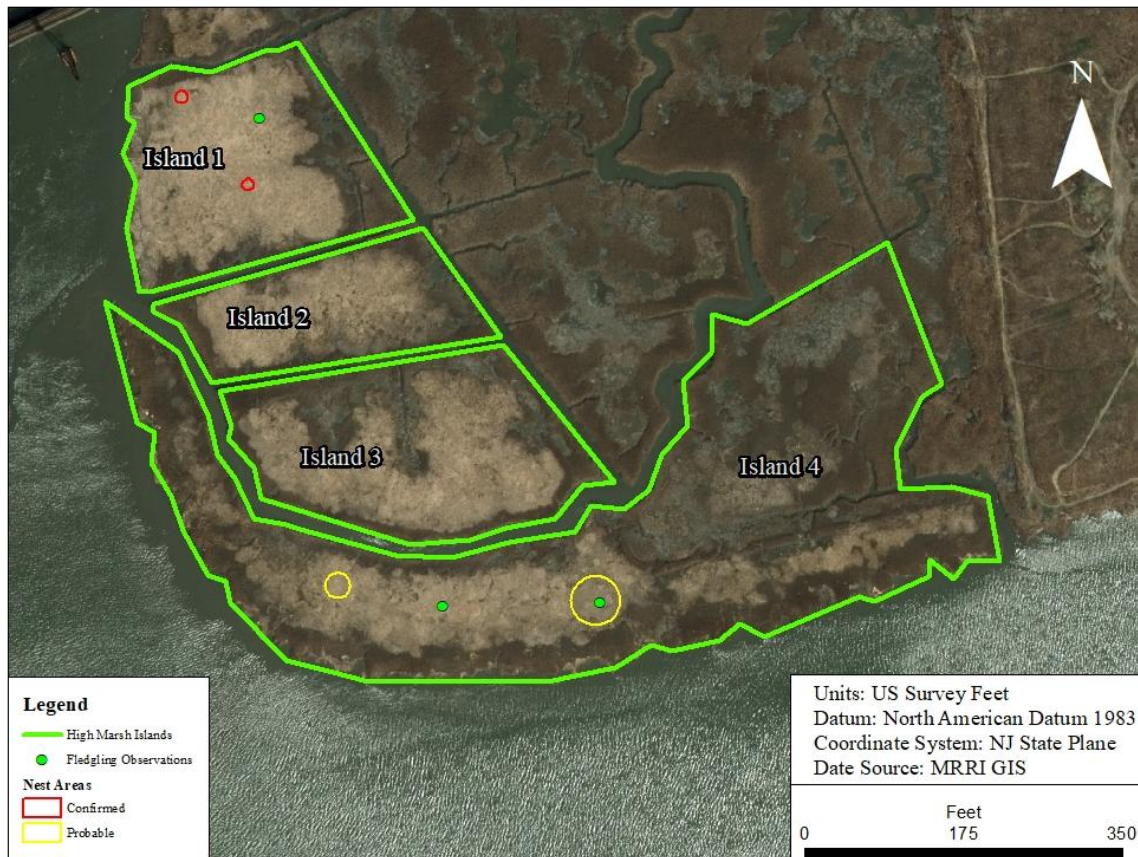 N
Island 1
Island 2
Island 3
Island 4
Legend
High Marsh Islands
Fledgling Observations
Nest Areas
Confirmed
Probable
Units: US Survey Feet
Datum: North American Datum 1983
Coordinate System: NJ State Plane
Date Source: MRRI GIS
Feet
0 175 350